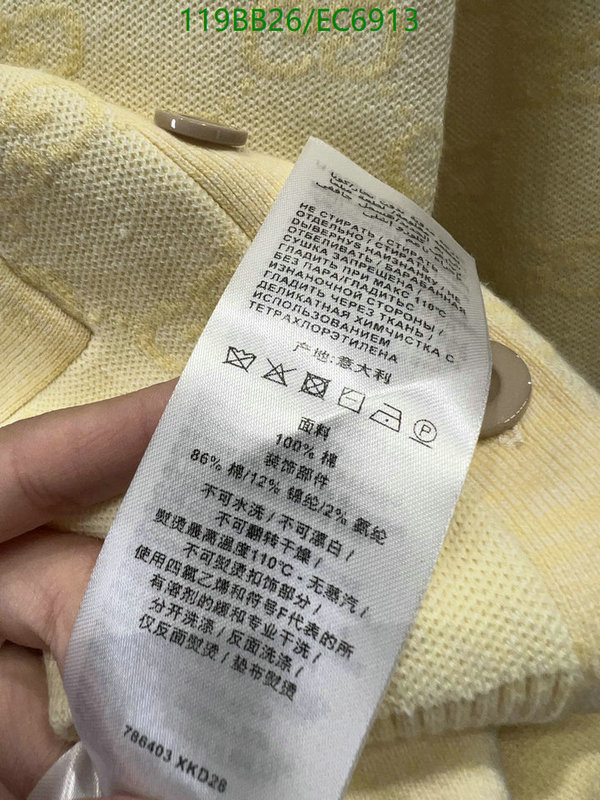 119BB26/EC6913
НЕ СТИРАТЬ / СТИРАТЬ
ОТДЕЛЬНО / СТИРАТЬ
ОТБЕЛИВАТЬ / БАРАБАННАЯ
СУШКА ЗАПРЕЩЕНА /
ГЛАДИТЬ ПРИ МАКС 110°C
БЕЗ ПАРА/ГЛАДИТЬ С
ИЗНАНОЧНОЙ СТОРОНЫ /
ГЛАДИТЬ ЧЕРЕЗ ТКАНЬ /
ДЕЛИКАТНАЯ ХИМЧИСТКА С
ИСПОЛЬЗОВАНИЕМ
ТЕТРАХЛОРЭТИЛЕНА
产地:意大利
P
面料
100% 棉
装饰部件
86% 棉/12% 锦纶/2% 氨纶
不可水洗/不可漂白/
不可翻转干燥/
熨烫最高温度110°C - 无蒸汽/
不可熨烫扣饰部分/
使用四氯乙烯和符号F代表的所
有溶剂的缓和专业干洗/
分开洗涤/反面洗涤/
仅反面熨烫/垫布熨烫
786403 XKD28